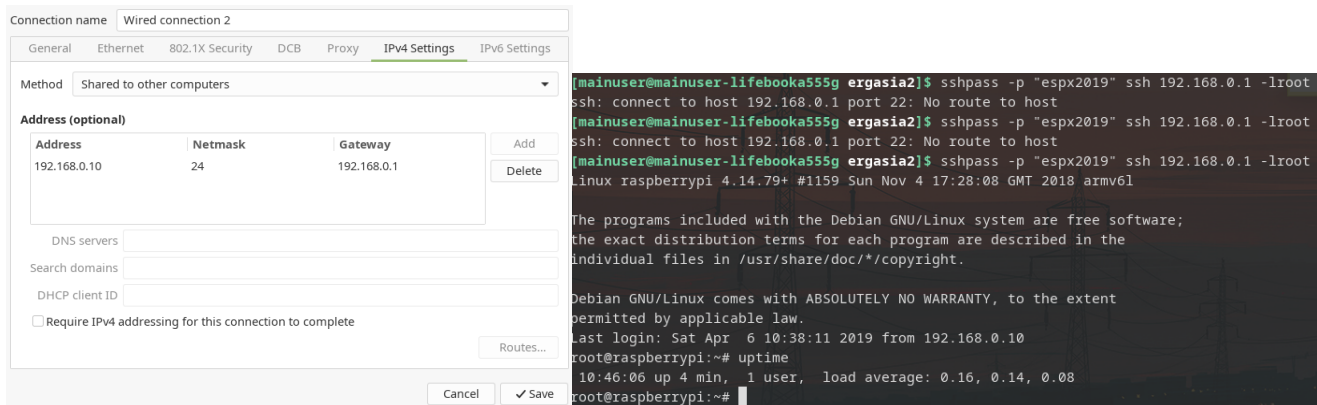 Connection name Wired connection 2
General Ethernet 802.1X Security DCB Proxy IPv4 Settings IPv6 Settings
Method Shared to other computers
Address (optional)
Address Netmask Gateway Add
192.168.0.10 24 192.168.0.1 Delete
DNS servers
Search domains
DHCP client ID
Require IPv4 addressing for this connection to complete
Routes...
Cancel Save
[mainuser@mainuser-lifebooka555g ergasia2]$ sshpass -p "espx2019" ssh 192.168.0.1 -lroot
ssh: connect to host 192.168.0.1 port 22: No route to host
[mainuser@mainuser-lifebooka555g ergasia2]$ sshpass -p "espx2019" ssh 192.168.0.1 -lroot
ssh: connect to host 192.168.0.1 port 22: No route to host
[mainuser@mainuser-lifebooka555g ergasia2]$ sshpass -p "espx2019" ssh 192.168.0.1 -lroot
Linux raspberrypi 4.14.79+ #1159 Sun Nov 4 17:28:08 GMT 2018 armv6l
The programs included with the Debian GNU/Linux system are free software;
the exact distribution terms for each program are described in the
individual files in /usr/share/doc/*/copyright.
Debian GNU/Linux comes with ABSOLUTELY NO WARRANTY, to the extent
permitted by applicable law.
Last login: Sat Apr  6 10:38:11 2019 from 192.168.0.10
root@raspberrypi:~# uptime
10:46:06 up 4 min,  1 user,  load average: 0.16, 0.14, 0.08
root@raspberrypi:~#